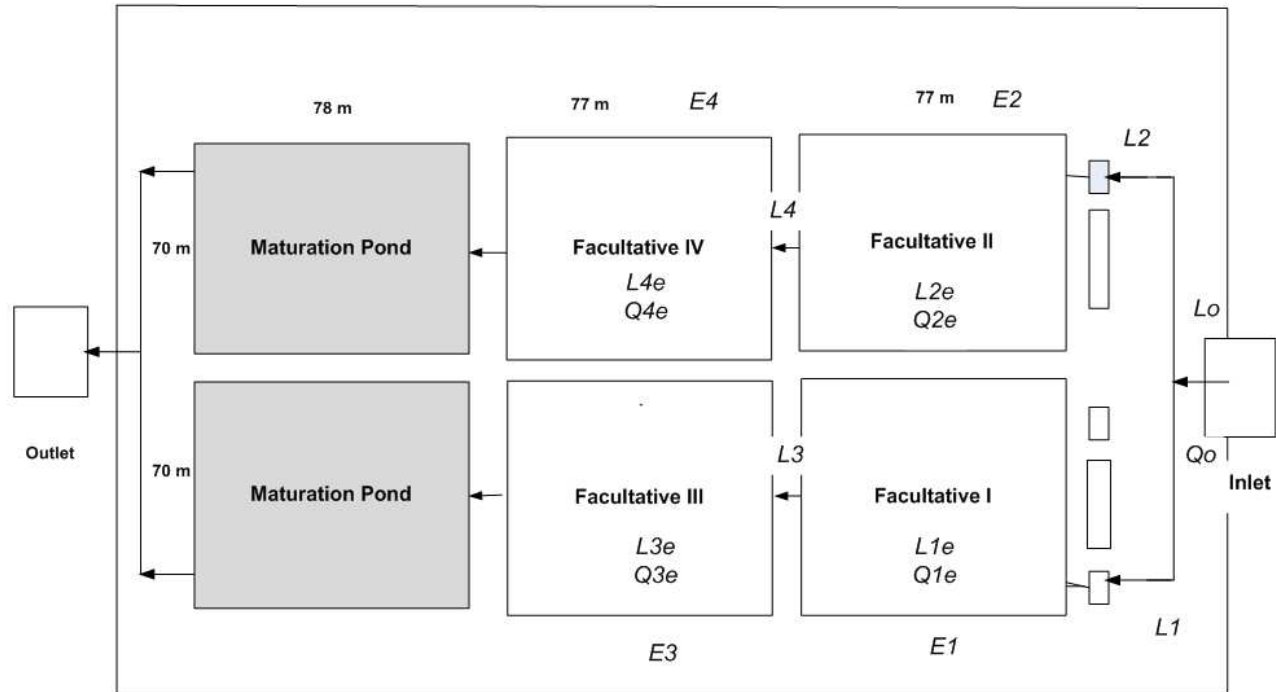 78 m
77 m
E4
77 m
E2
L2
70 m
Maturation Pond
Facultative IV
L4e
Q4e
L4
Facultative II
L2e
Q2e
Lo
Outlet
70 m
Maturation Pond
Facultative III
L3e
Q3e
L3
Facultative I
L1e
Q1e
Qo
Inlet
E3
E1
L1